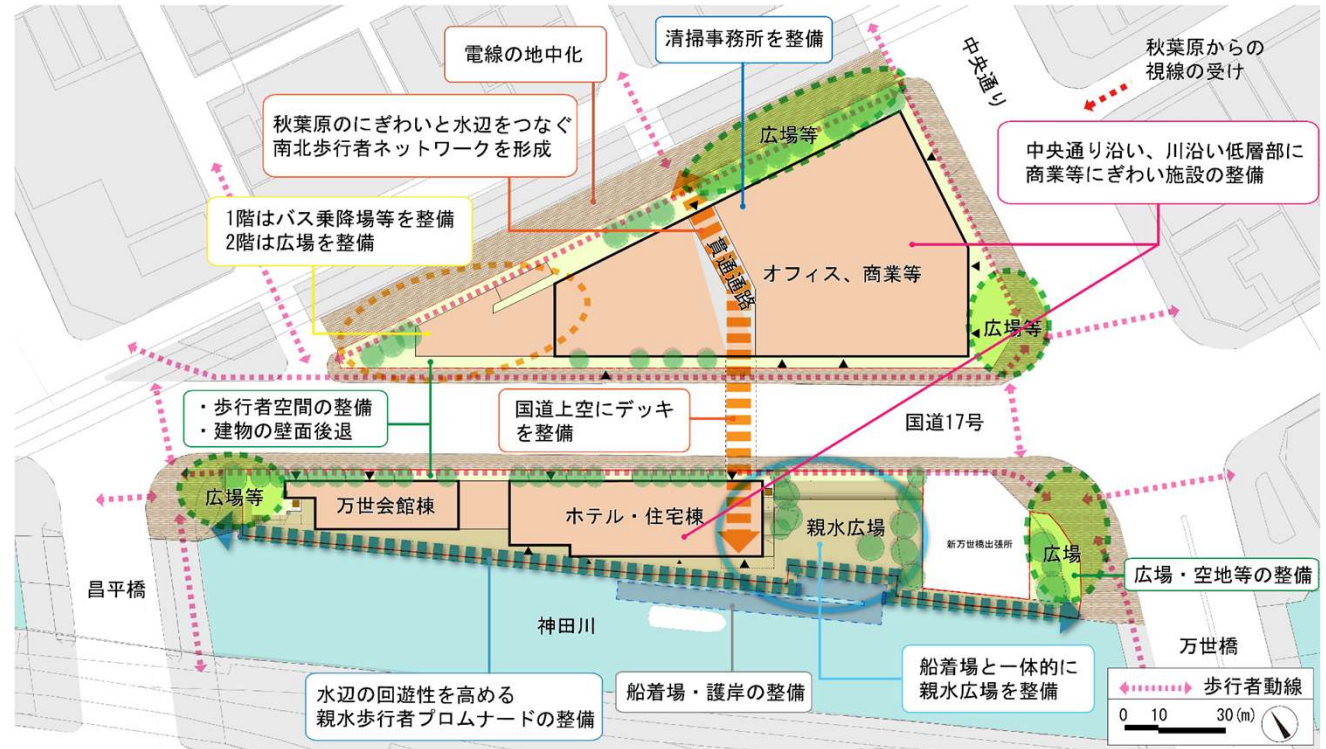 電線の地中化
清掃事務所を整備
中央通り
秋葉原からの
視線の受け
秋葉原のにぎわいと水辺をつなぐ
南北歩行者ネットワークを形成
広場等
中央通り沿い、川沿い低層部に
商業等にぎわい施設の整備
1階はバス乗降場等を整備
2階は広場を整備
貫通通路
オフィス、商業等
広場等
・歩行者空間の整備
・建物の壁面後退
国道上空にデッキ
を整備
国道17号
広場等
万世会館棟
ホテル・住宅棟
親水広場
新万世橋出張所
広場
広場・空地等の整備
昌平橋
神田川
万世橋
水辺の回遊性を高める
親水歩行者プロムナードの整備
船着場・護岸の整備
船着場と一体的に
親水広場を整備
歩行者動線
0 10 30(m)